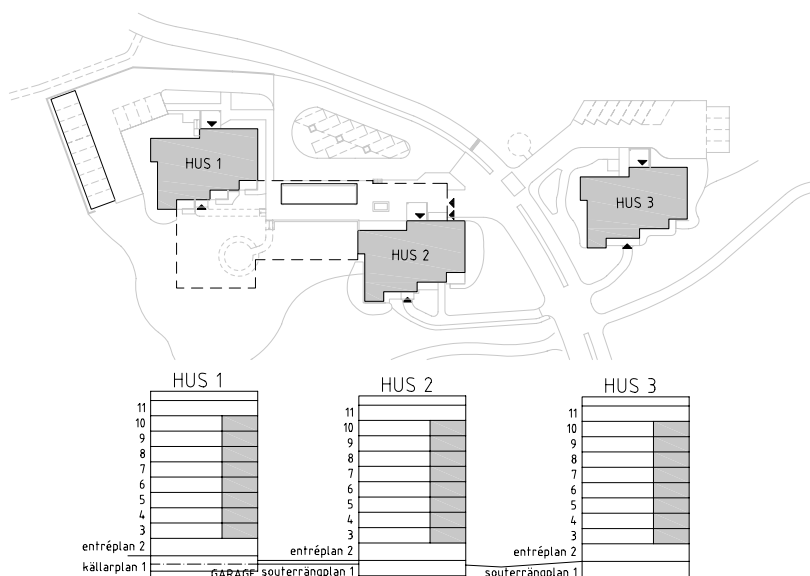 HUS 1
HUS 2
HUS 3
HUS 1
11
10
9
8
7
6
5
4
3
entréplan 2
källarplan 1
GARAGE
HUS 2
11
10
9
8
7
6
5
4
3
entréplan 2
souterrängplan 1
HUS 3
11
10
9
8
7
6
5
4
3
entréplan 2
souterrängplan 1